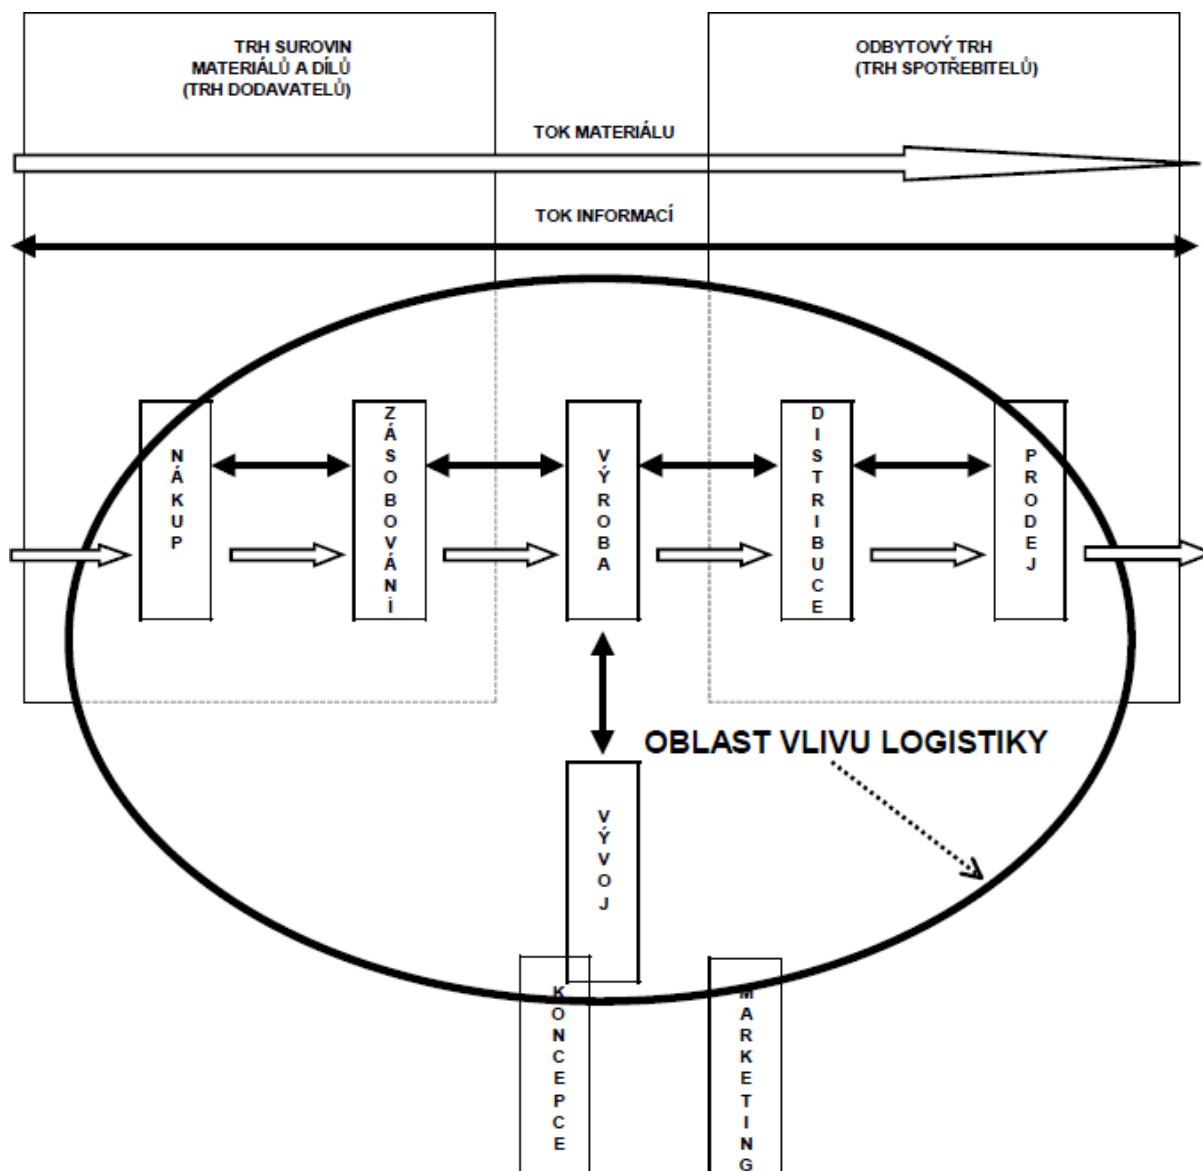 TRH SUROVIN
MATERIÁLŮ A DÍLŮ
(TRH DODAVATELŮ)
ODBYTOVÝ TRH
(TRH SPOTŘEBITELŮ)
TOK MATERIÁLU
TOK INFORMACÍ
NÁKUP
ZÁSOBOVÁNÍ
VÝROBA
DISTRIBUCE
PRODEJ
OBLAST VLIVU LOGISTIKY
VÝVOJ
KONCEPCE
MARKETING